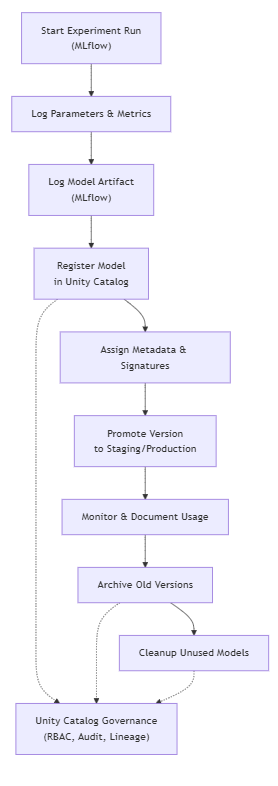 Start Experiment Run
(MLflow)
Log Parameters & Metrics
Log Model Artifact
(MLflow)
Register Model
in Unity Catalog
Assign Metadata &
Signatures
Promote Version
to Staging/Production
Monitor & Document Usage
Archive Old Versions
Cleanup Unused Models
Unity Catalog Governance
(RBAC, Audit, Lineage)